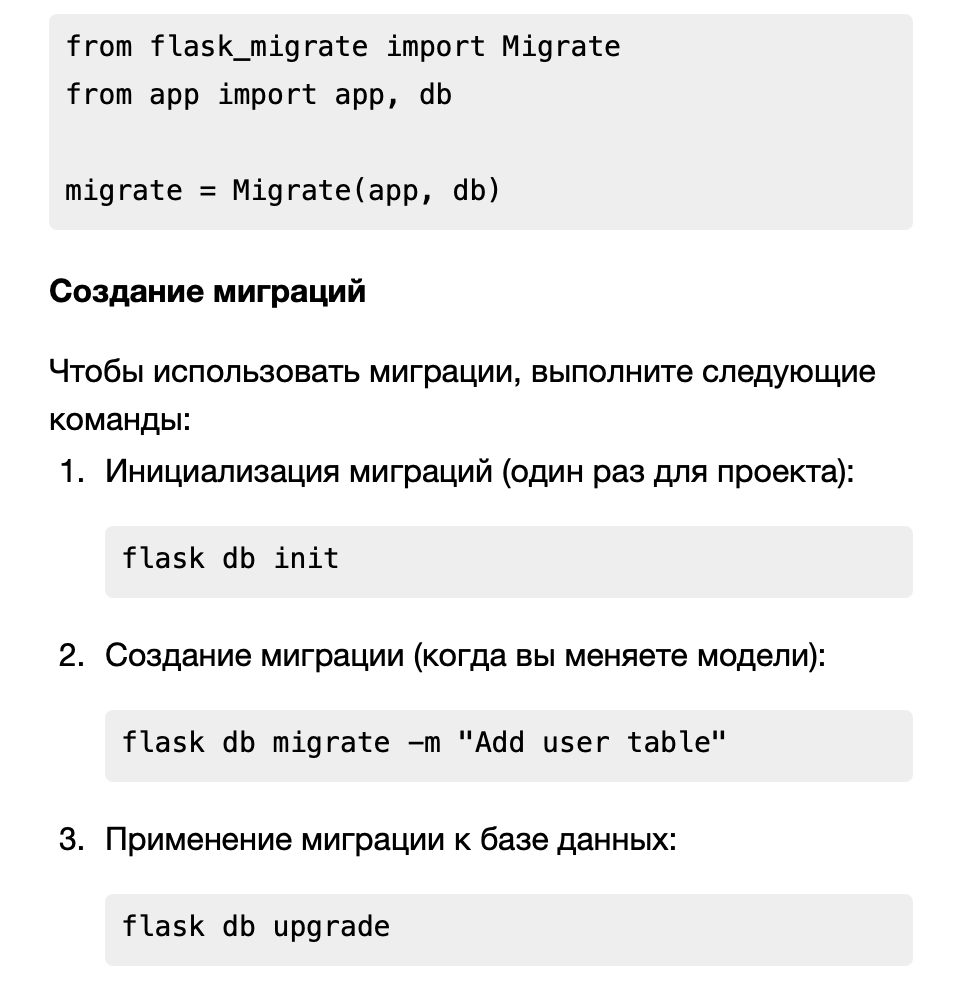 from flask_migrate import Migrate
from app import app, db
migrate = Migrate(app, db)
Создание миграций
Чтобы использовать миграции, выполните следующие
команды:
1. Инициализация миграций (один раз для проекта):
flask db init
2. Создание миграции (когда вы меняете модели):
flask db migrate -m "Add user table"
3. Применение миграции к базе данных:
flask db upgrade